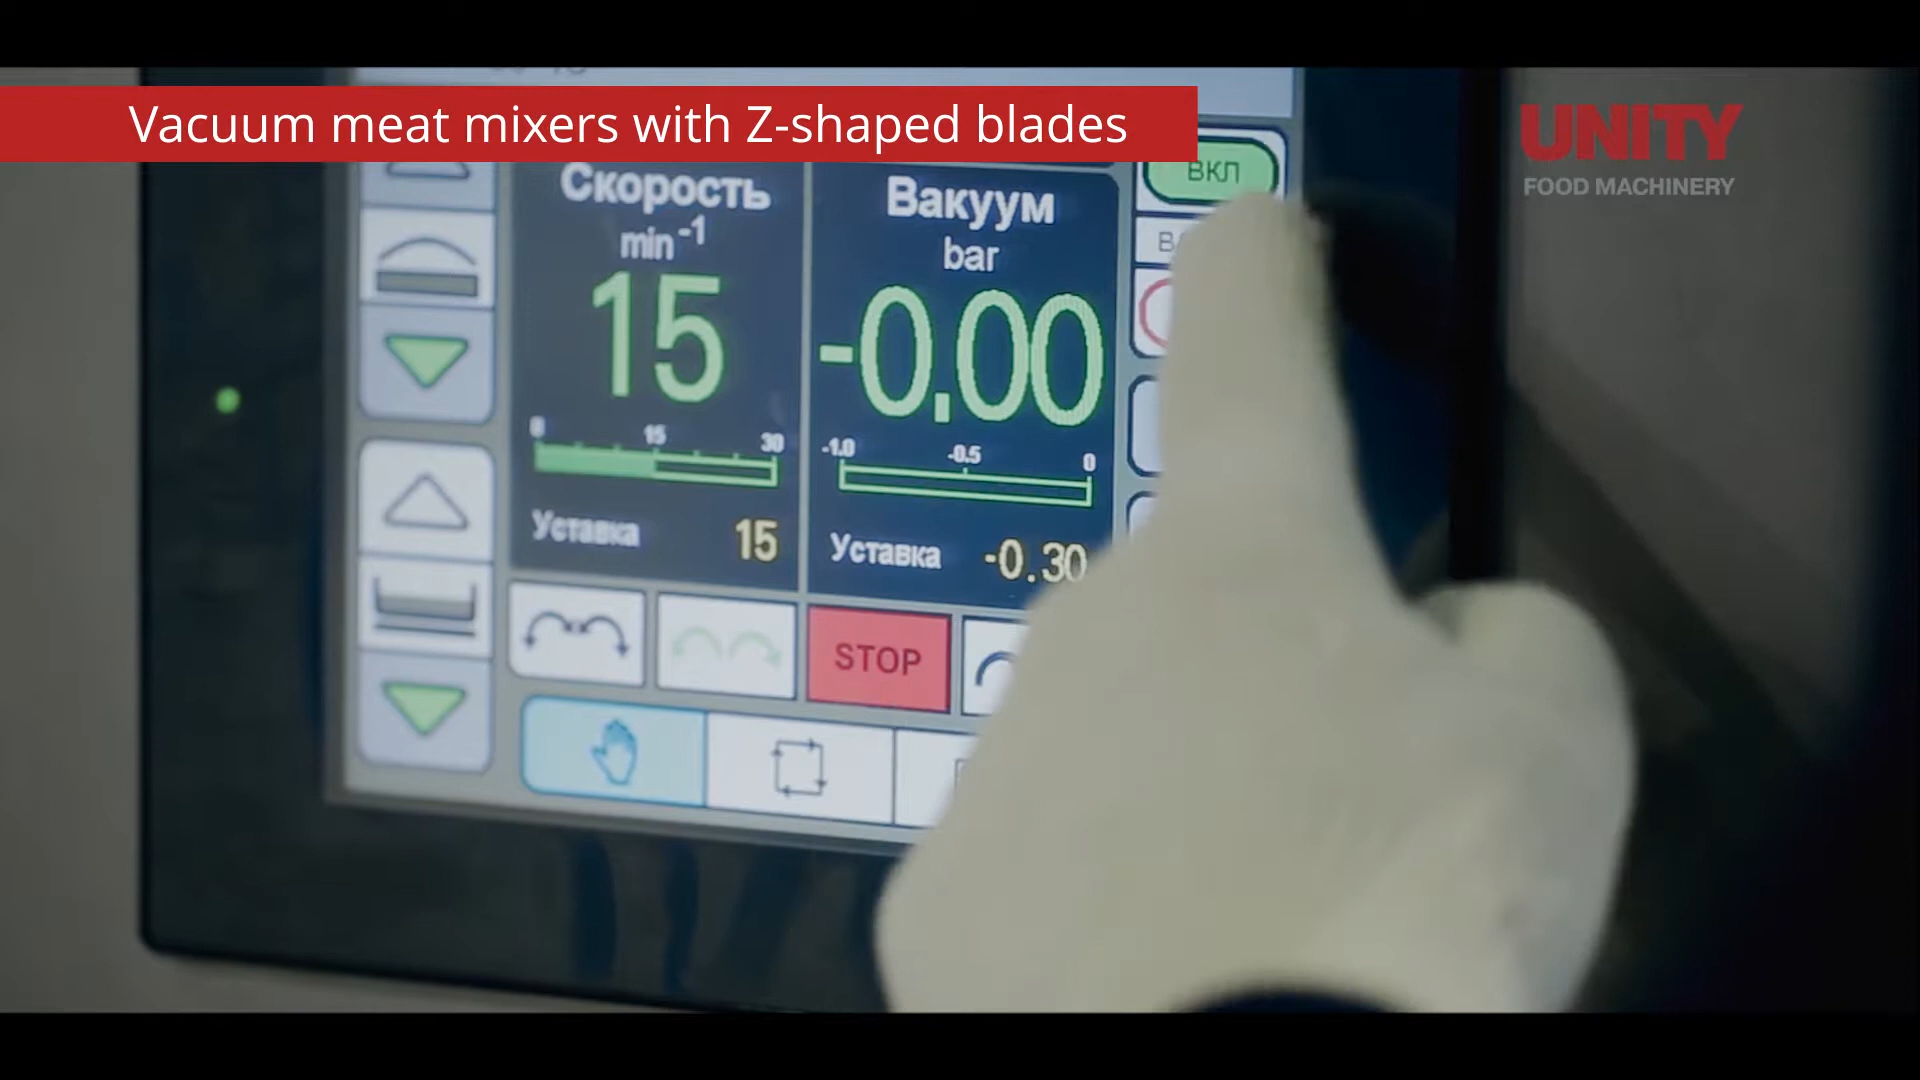 Vacuum meat mixers with Z-shaped blades
UNITY
FOOD MACHINERY
ВКЛ
Скорость
min-1
15
0 15 30
Уставка 15
Вакуум
bar
-0.00
-1.0 -0.5 0
Уставка -0.30
STOP